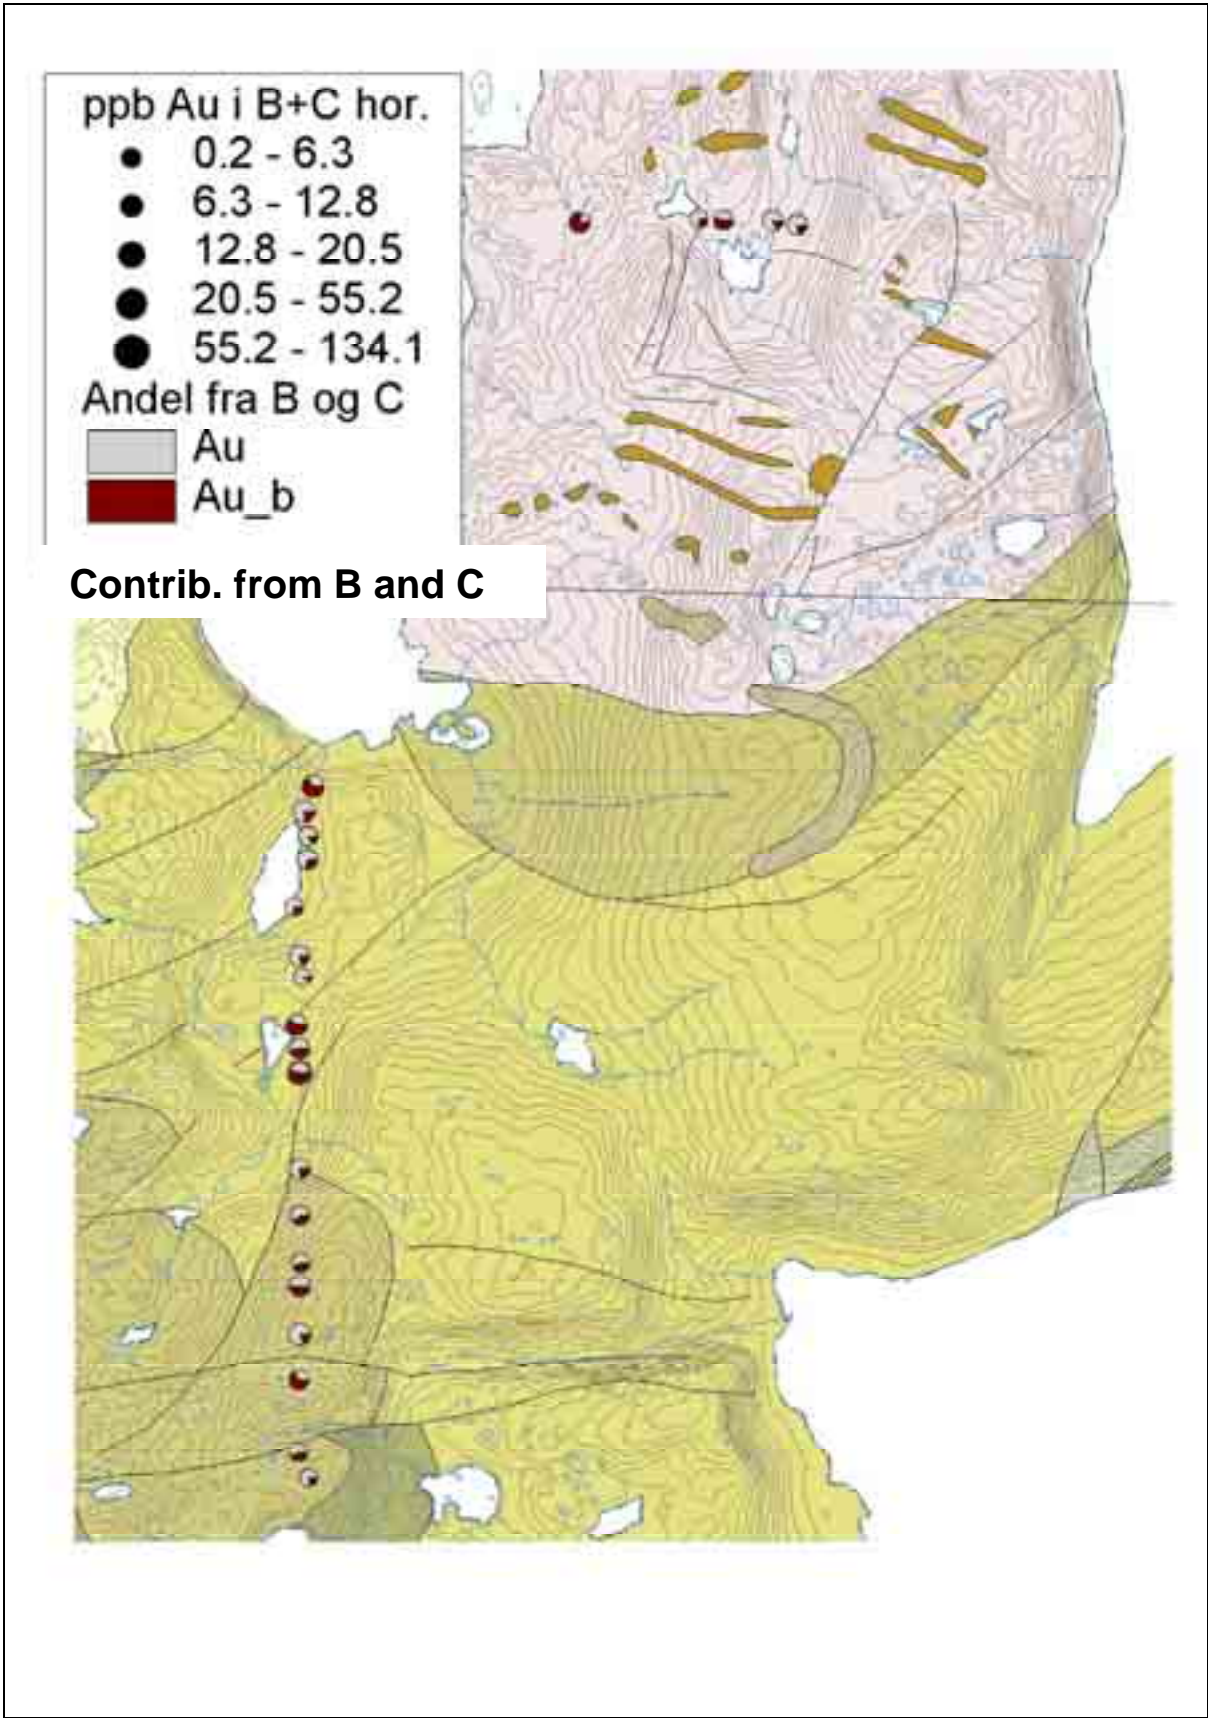 ppb Au i B+C hor.
0.2 - 6.3
6.3 - 12.8
12.8 - 20.5
20.5 - 55.2
55.2 - 134.1
Andel fra B og C
Au
Au_b
Contrib. from B and C